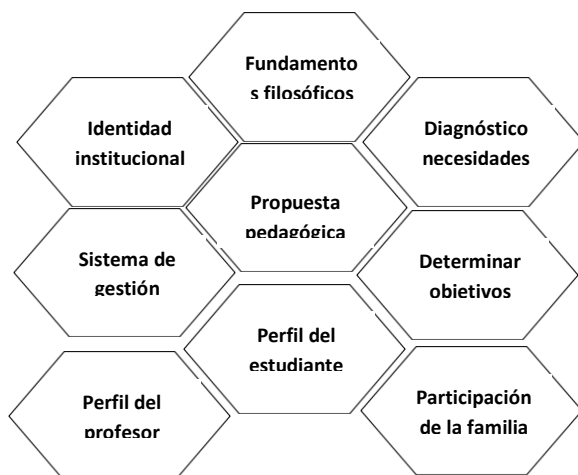 Fundamento
s filosóficos
Identidad
institucional
Diagnóstico
necesidades
Propuesta
pedagógica
Sistema de
gestión
Determinar
obietivos
Perfil del
estudiante
Perfil del
profesor
Participación
de la familia